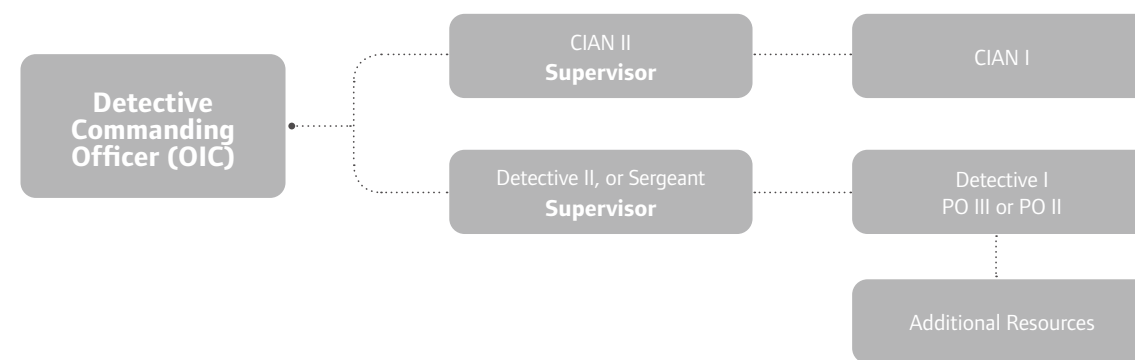 Detective
Commanding
Officer (OIC)
CIAN II
Supervisor
CIAN I
Detective II, or Sergeant
Supervisor
Detective I
PO III or PO II
Additional Resources